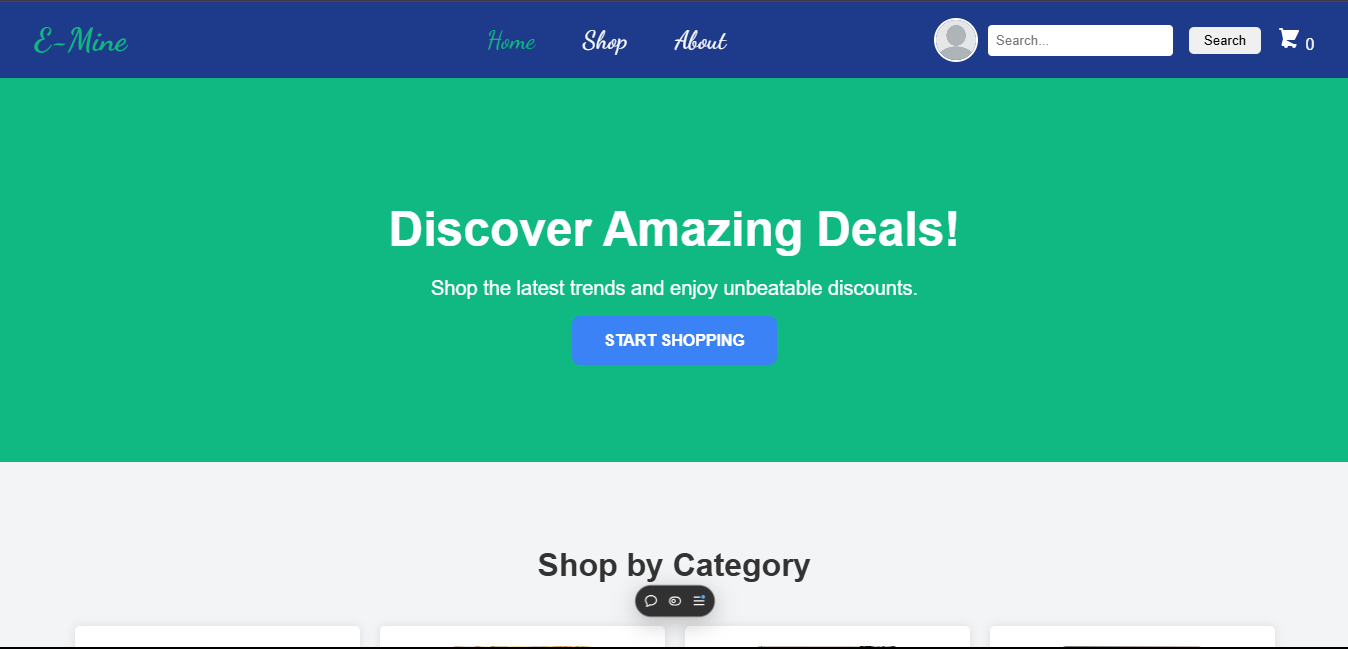 E-Mine
Home Shop About
Search...
Search
0
Discover Amazing Deals!
Shop the latest trends and enjoy unbeatable discounts.
START SHOPPING
Shop by Category